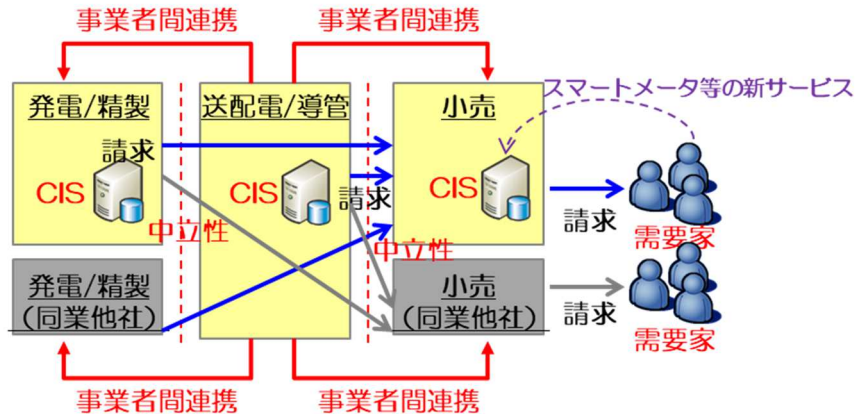 事業者間連携
事業者間連携
発電/精製
送配電/導管
小売
スマートメータ等の新サービス
請求
CIS
CIS
請求
CIS
請求
需要家
中立性
中立性
発電/精製
(同業他社)
小売
(同業他社)
請求
需要家
事業者間連携
事業者間連携